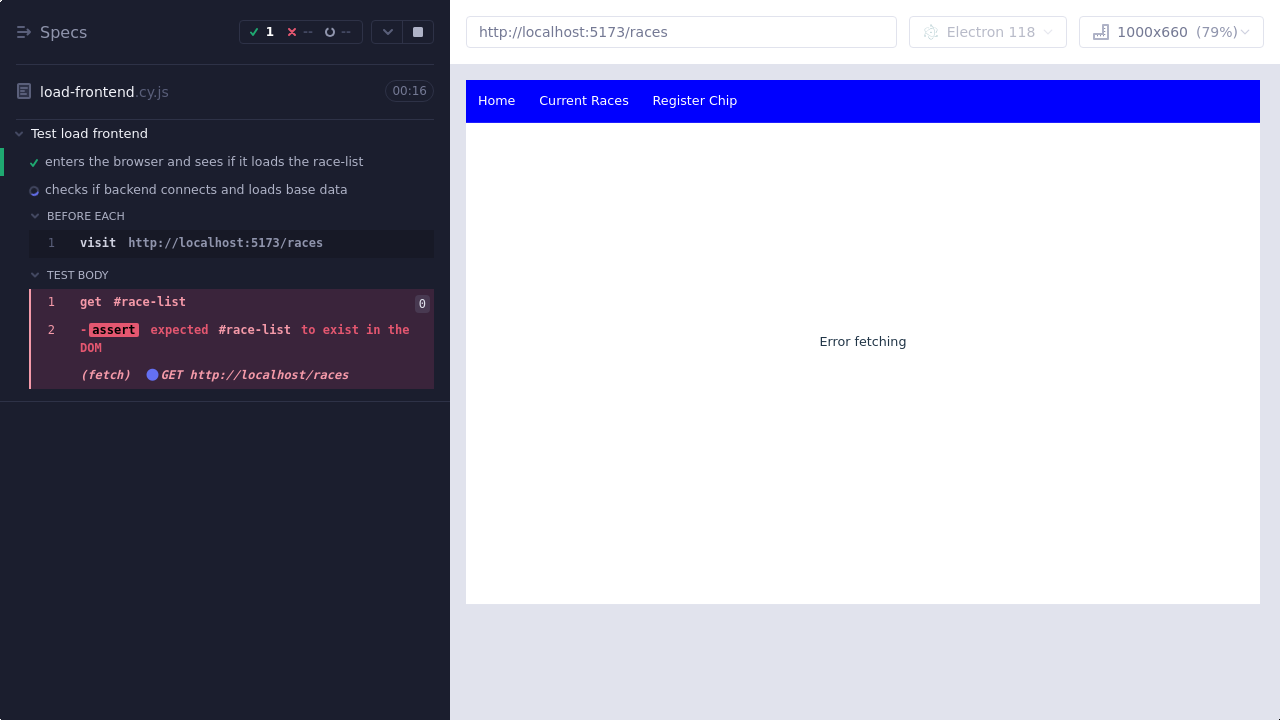 Specs
1 -- --
load-frontend.cy.js 00:16
Test load frontend
enters the browser and sees if it loads the race-list
checks if backend connects and loads base data
BEFORE EACH
1 visit http://localhost:5173/races
TEST BODY
1 get #race-list 0
2 -assert expected #race-list to exist in the
DOM
(fetch) GET http://localhost/races
http://localhost:5173/races
Electron 118
1000x660 (79%)
Home Current Races Register Chip
Error fetching